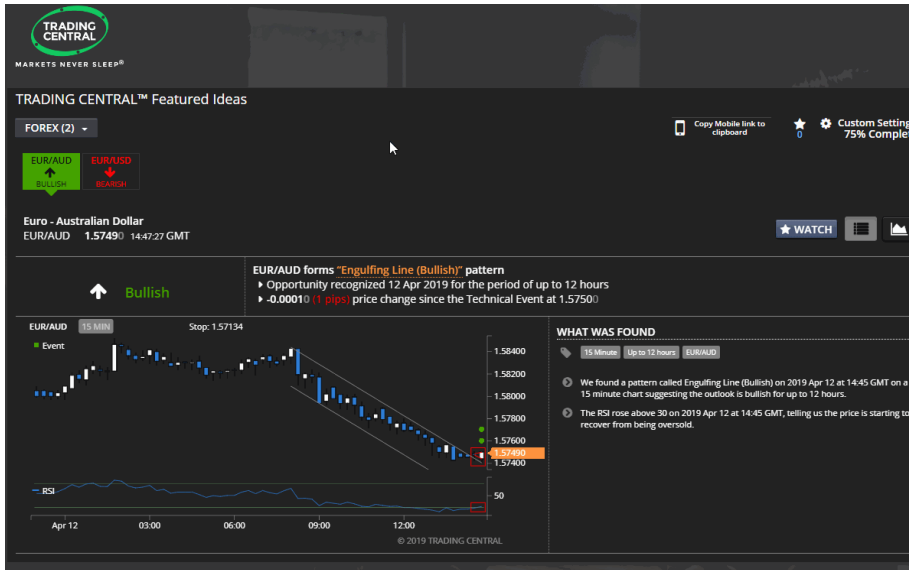 TRADING
CENTRAL
MARKETS NEVER SLEEP®
TRADING CENTRAL™ Featured Ideas
FOREX (2)
Copy Mobile link to
clipboard
0
Custom Setting
75% Complet
EUR/AUD
BULLISH
EUR/USD
BEARISH
Euro - Australian Dollar
EUR/AUD 1.57490 14:47:27 GMT
WATCH
Bullish
EUR/AUD forms "Engulfing Line (Bullish)" pattern
Opportunity recognized 12 Apr 2019 for the period of up to 12 hours
-0.00010 (1 pips) price change since the Technical Event at 1.57500
EUR/AUD 15 MIN Stop: 1.57134
Event
1.58400
1.58200
1.58000
1.57800
1.57600
1.57490
1.57400
RSI
50
Apr 12 03:00 06:00 09:00 12:00
© 2019 TRADING CENTRAL
WHAT WAS FOUND
15 Minute Up to 12 hours EUR/AUD
We found a pattern called Engulfing Line (Bullish) on 2019 Apr 12 at 14:45 GMT on a
15 minute chart suggesting the outlook is bullish for up to 12 hours.
The RSI rose above 30 on 2019 Apr 12 at 14:45 GMT, telling us the price is starting to
recover from being oversold.